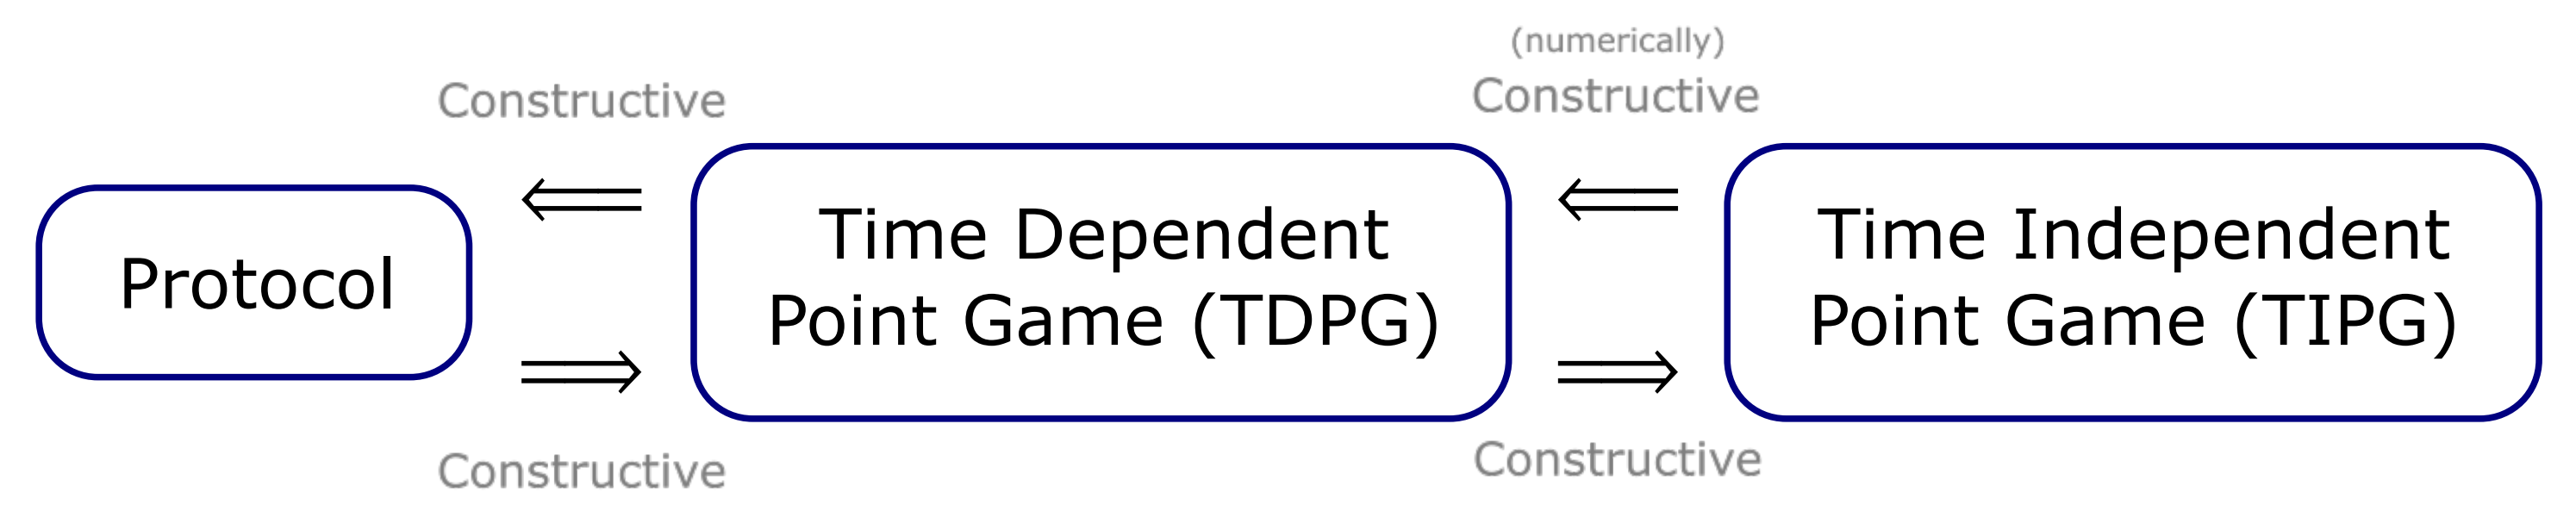 (numerically)
Constructive
Constructive
Protocol
Time Dependent
Point Game (TDPG)
Time Independent
Point Game (TIPG)
Constructive
Constructive